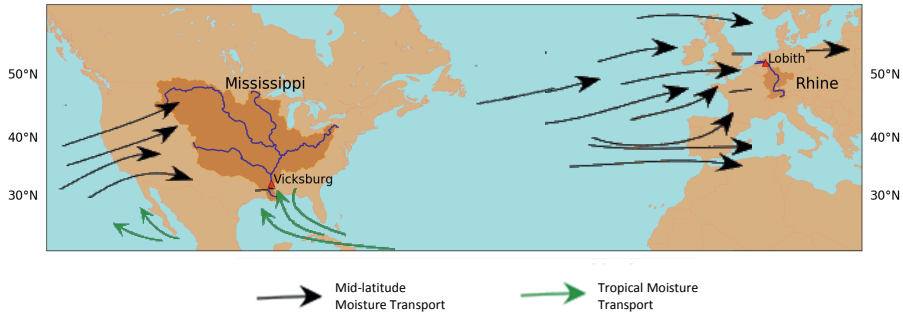 50°N
40°N
30°N
Mississippi
Vicksburg
Lobith
Rhine
50°N
40°N
30°N
Mid-latitude
Moisture Transport
Tropical Moisture
Transport